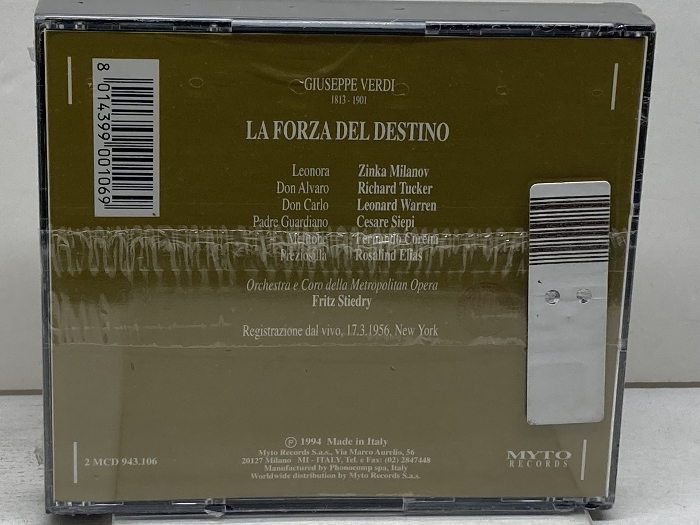 8 014399 001069
GIUSEPPE VERDI
1813 - 1901
LA FORZA DEL DESTINO
Leonora Zinka Milanov
Don Alvaro Richard Tucker
Don Carlo Leonard Warren
Padre Guardiano Cesare Siepi
Melitone Fernando Corena
Preziosilla Rosalind Elias
Orchestra e Coro della Metropolitan Opera
Fritz Stiedry
Registrazione dal vivo, 17.3.1956, New York
2 MCD 943.106
℗ 1994 Made in Italy
Myto Records S.a.s., Via Marco Aurelio, 56
20127 Milano MI - ITALY, Tel. e Fax (02) 2847448
Manufactured by Phonocomp spa, Italy
Worldwide distribution by Myto Records S.a.s.
MYTO
RECORDS